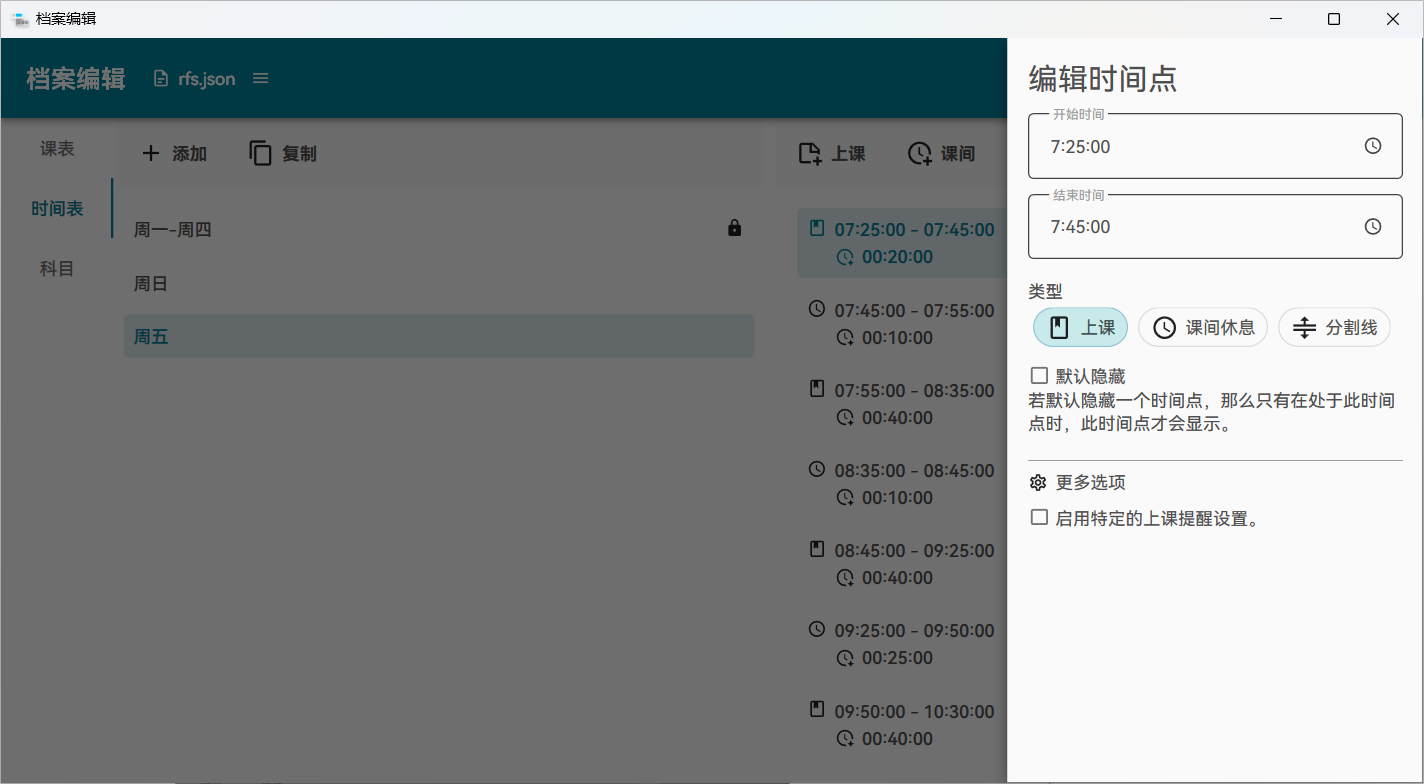 档案编辑
档案编辑 rfs.json
课表
时间表
科目
添加 复制
周一-周四
周日
周五
上课 课间
07:25:00 - 07:45:00
00:20:00
07:45:00 - 07:55:00
00:10:00
07:55:00 - 08:35:00
00:40:00
08:35:00 - 08:45:00
00:10:00
08:45:00 - 09:25:00
00:40:00
09:25:00 - 09:50:00
00:25:00
09:50:00 - 10:30:00
00:40:00
编辑时间点
开始时间
7:25:00
结束时间
7:45:00
类型
上课 课间休息 分割线
默认隐藏
若默认隐藏一个时间点，那么只有在处于此时间
点时，此时间点才会显示。
更多选项
启用特定的上课提醒设置。